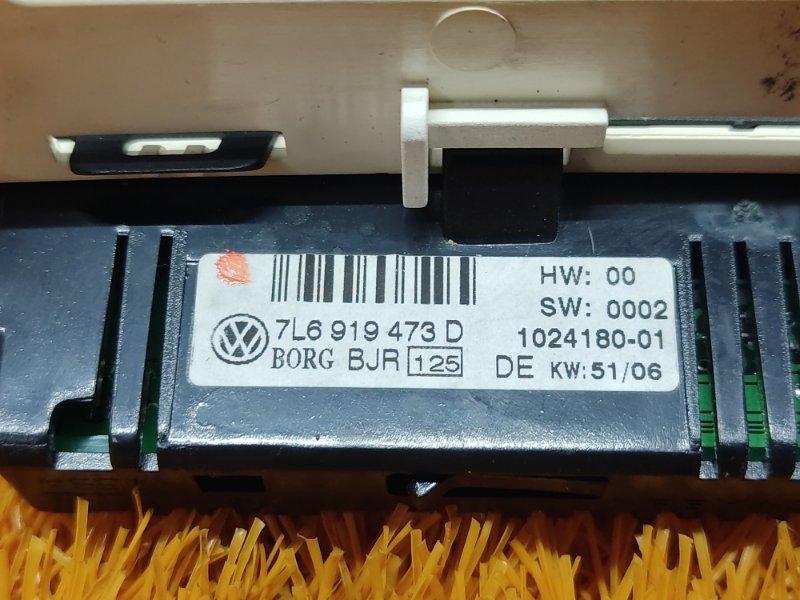 7L6 919 473 D
BORG BJR 125
HW: 00
SW: 0002
1024180-01
DE KW: 51/06